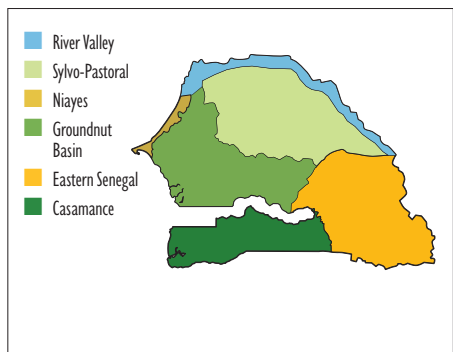 River Valley
Sylvo-Pastoral
Niayes
Groundnut
Basin
Eastern Senegal
Casamance